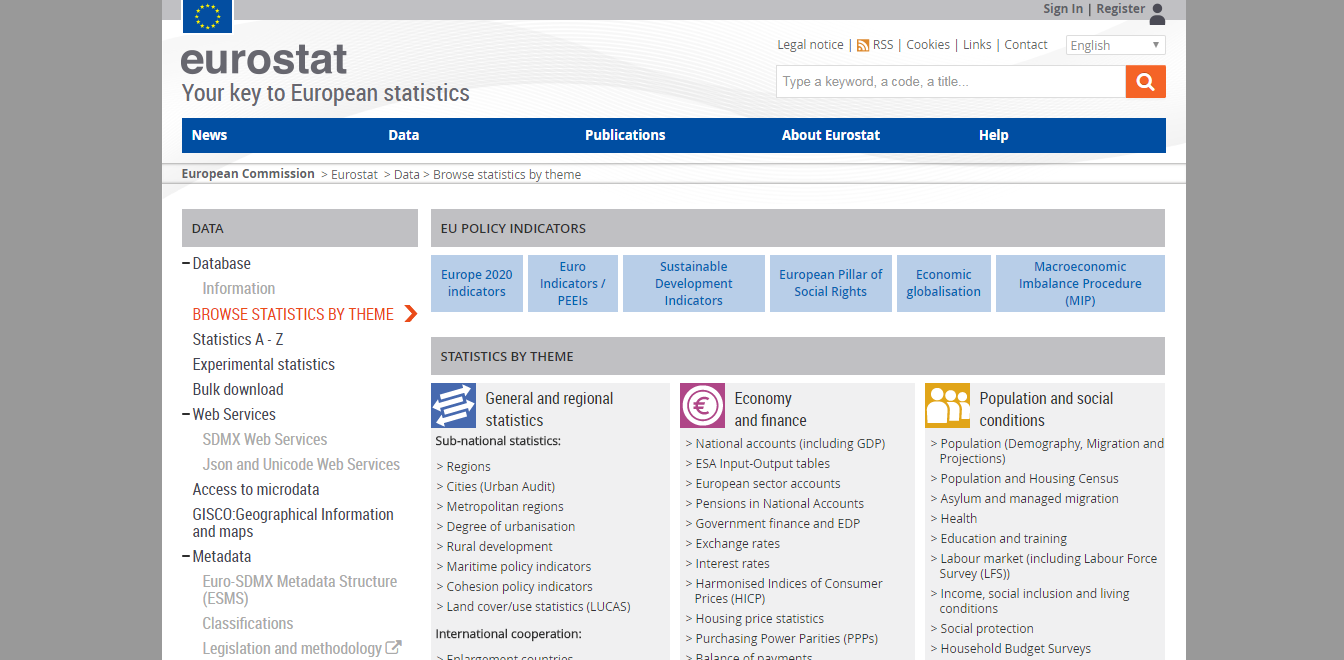 Sign In | Register
eurostat
Your key to European statistics
Legal notice | RSS | Cookies | Links | Contact
English
Type a keyword, a code, a title...
News Data Publications About Eurostat Help
European Commission > Eurostat > Data > Browse statistics by theme
DATA
Database
Information
BROWSE STATISTICS BY THEME
Statistics A - Z
Experimental statistics
Bulk download
Web Services
SDMX Web Services
Json and Unicode Web Services
Access to microdata
GISCO:Geographical Information
and maps
Metadata
Euro-SDMX Metadata Structure
(ESMS)
Classifications
Legislation and methodology
EU POLICY INDICATORS
Europe 2020
indicators
Euro
Indicators /
PEEIs
Sustainable
Development
Indicators
European Pillar of
Social Rights
Economic
globalisation
Macroeconomic
Imbalance Procedure
(MIP)
STATISTICS BY THEME
General and regional
statistics
Sub-national statistics:
> Regions
> Cities (Urban Audit)
> Metropolitan regions
> Degree of urbanisation
> Rural development
> Maritime policy indicators
> Cohesion policy indicators
> Land cover/use statistics (LUCAS)
International cooperation:
> Enlargement countries
Economy
and finance
> National accounts (including GDP)
> ESA Input-Output tables
> European sector accounts
> Pensions in National Accounts
> Government finance and EDP
> Exchange rates
> Interest rates
> Harmonised Indices of Consumer
Prices (HICP)
> Housing price statistics
> Purchasing Power Parities (PPPs)
> Balance of payments
Population and social
conditions
> Population (Demography, Migration and
Projections)
> Population and Housing Census
> Asylum and managed migration
> Health
> Education and training
> Labour market (including Labour Force
Survey (LFS))
> Income, social inclusion and living
conditions
> Social protection
> Household Budget Surveys